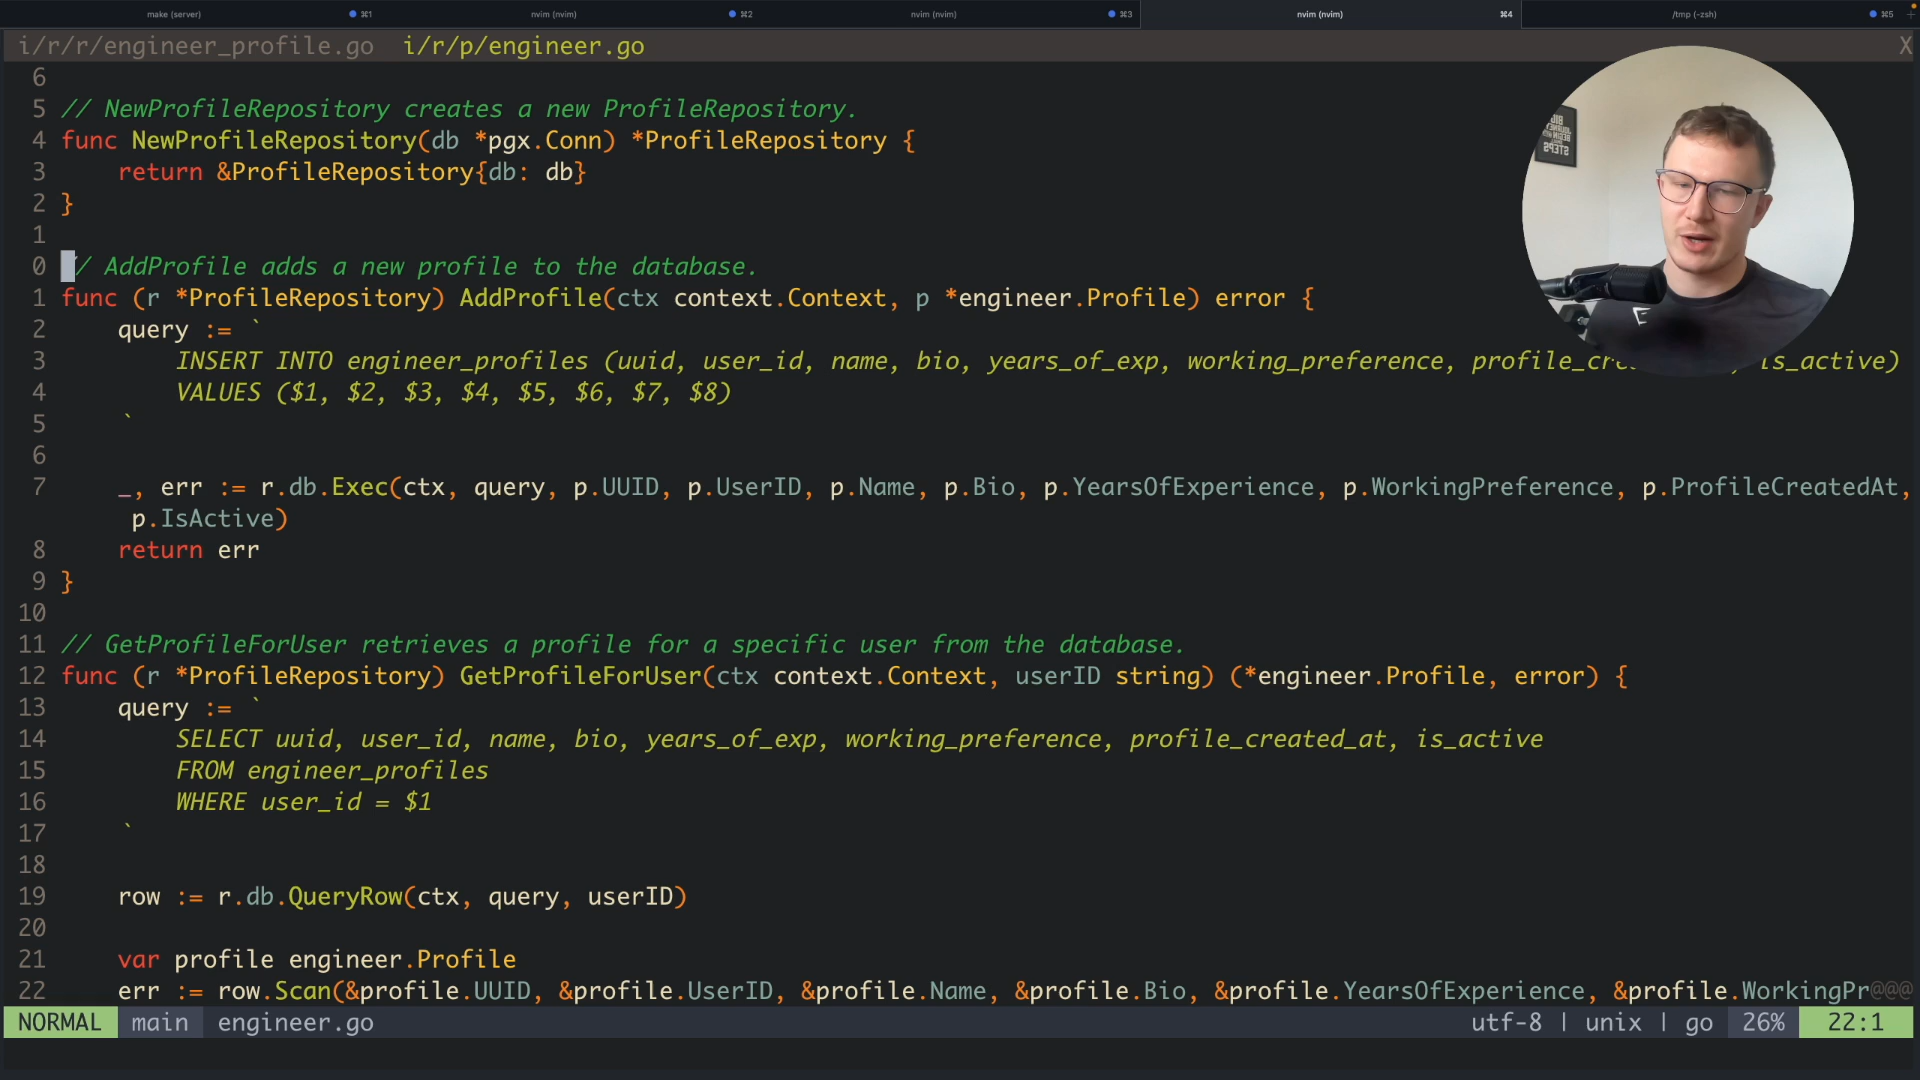 make (server)
⌘1
nvim (nvim)
⌘2
nvim (nvim)
⌘3
nvim (nvim)
⌘4
/tmp (-zsh)
⌘5
i/r/r/engineer_profile.go  i/r/p/engineer.go X
6
5 // NewProfileRepository creates a new ProfileRepository.
4 func NewProfileRepository(db *pgx.Conn) *ProfileRepository {
3     return &ProfileRepository{db: db}
2 }
1
0 / AddProfile adds a new profile to the database.
1 func (r *ProfileRepository) AddProfile(ctx context.Context, p *engineer.Profile) error {
2     query := `
3         INSERT INTO engineer_profiles (uuid, user_id, name, bio, years_of_exp, working_preference, profile_cre is_active)
4         VALUES ($1, $2, $3, $4, $5, $6, $7, $8)
5     `
6
7     _, err := r.db.Exec(ctx, query, p.UUID, p.UserID, p.Name, p.Bio, p.YearsOfExperience, p.WorkingPreference, p.ProfileCreatedAt,
p.IsActive)
8     return err
9 }
10
11 // GetProfileForUser retrieves a profile for a specific user from the database.
12 func (r *ProfileRepository) GetProfileForUser(ctx context.Context, userID string) (*engineer.Profile, error) {
13     query := `
14         SELECT uuid, user_id, name, bio, years_of_exp, working_preference, profile_created_at, is_active
15         FROM engineer_profiles
16         WHERE user_id = $1
17     `
18
19     row := r.db.QueryRow(ctx, query, userID)
20
21     var profile engineer.Profile
22     err := row.Scan(&profile.UUID, &profile.UserID, &profile.Name, &profile.Bio, &profile.YearsOfExperience, &profile.WorkingPr@@@
NORMAL main engineer.go utf-8 | unix | go 26% 22:1